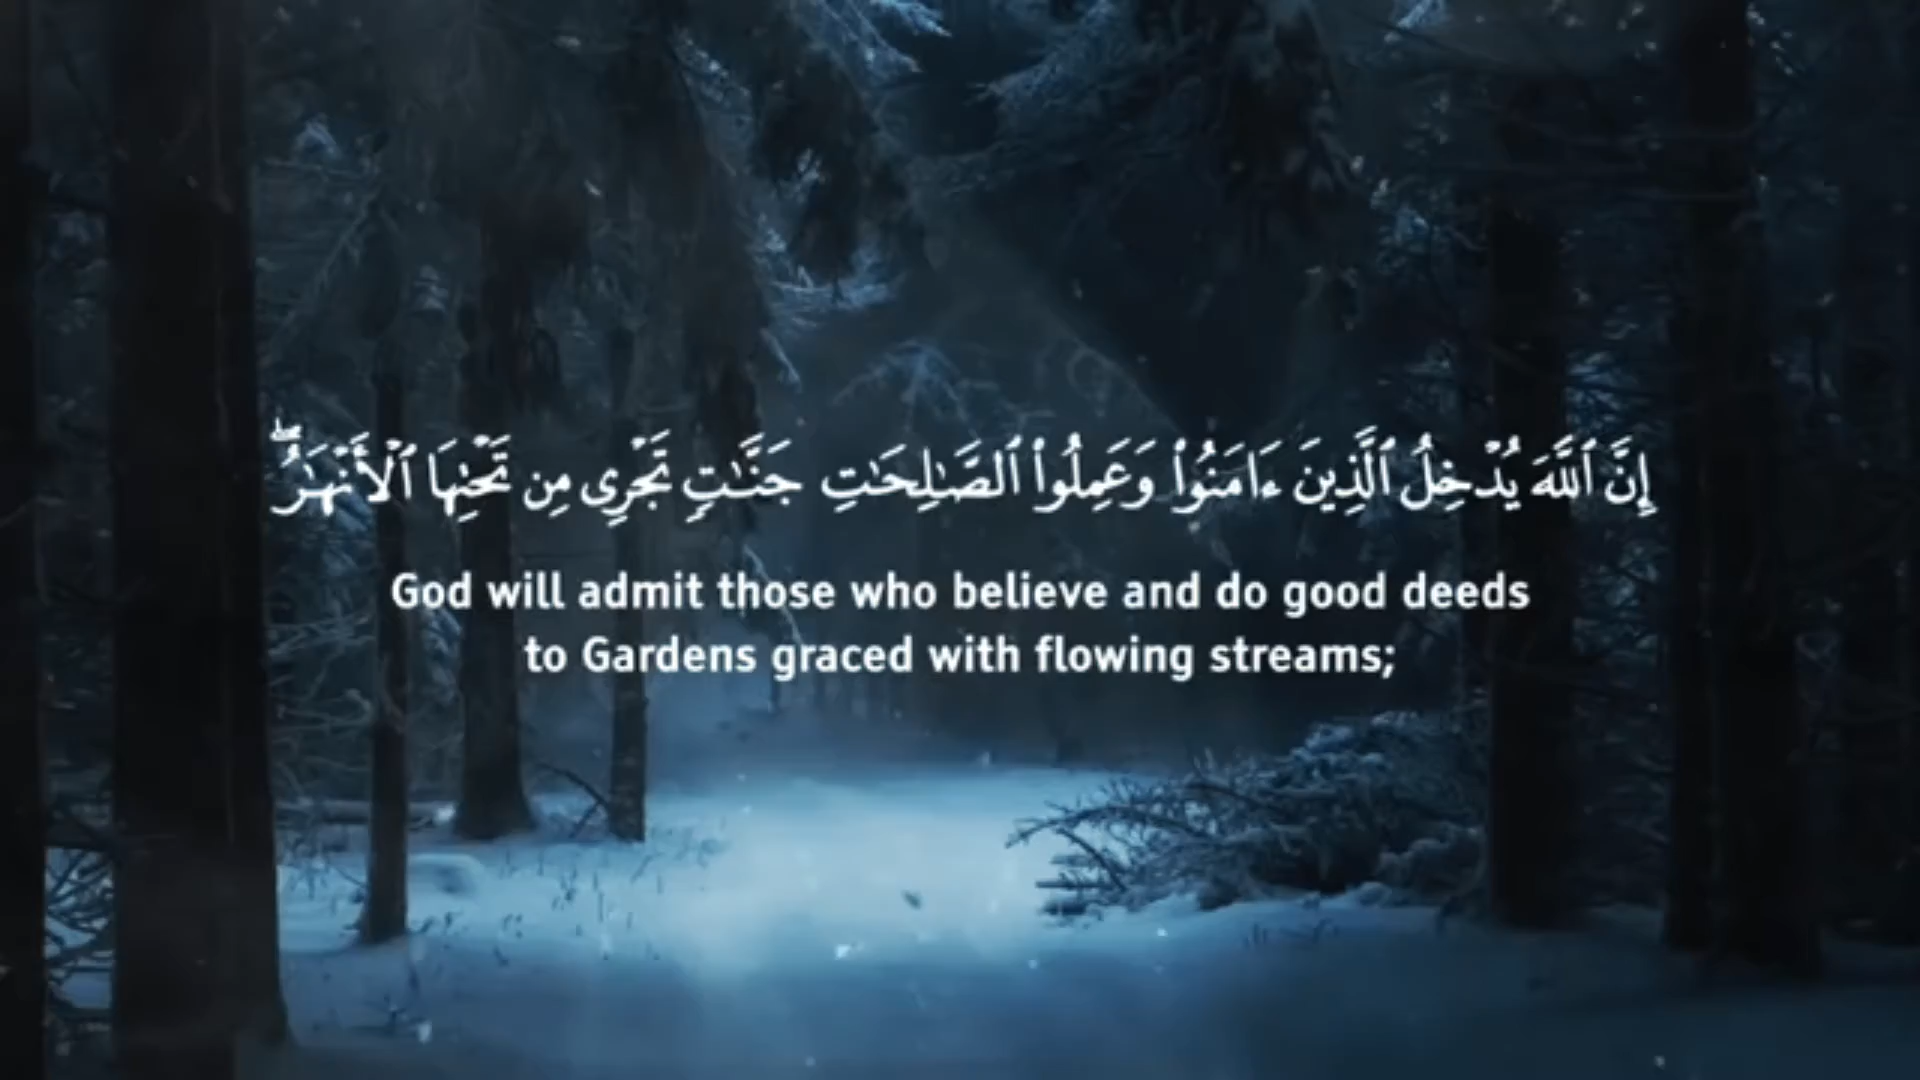 إِنَّ ٱللَّهَ يُدْخِلُ ٱلَّذِينَ ءَامَنُوا۟ وَعَمِلُوا۟ ٱلصَّـٰلِحَـٰتِ جَنَّـٰتٍ تَجْرِى مِن تَحْتِهَا ٱلْأَنْهَـٰرُ ۖ
God will admit those who believe and do good deeds
to Gardens graced with flowing streams;